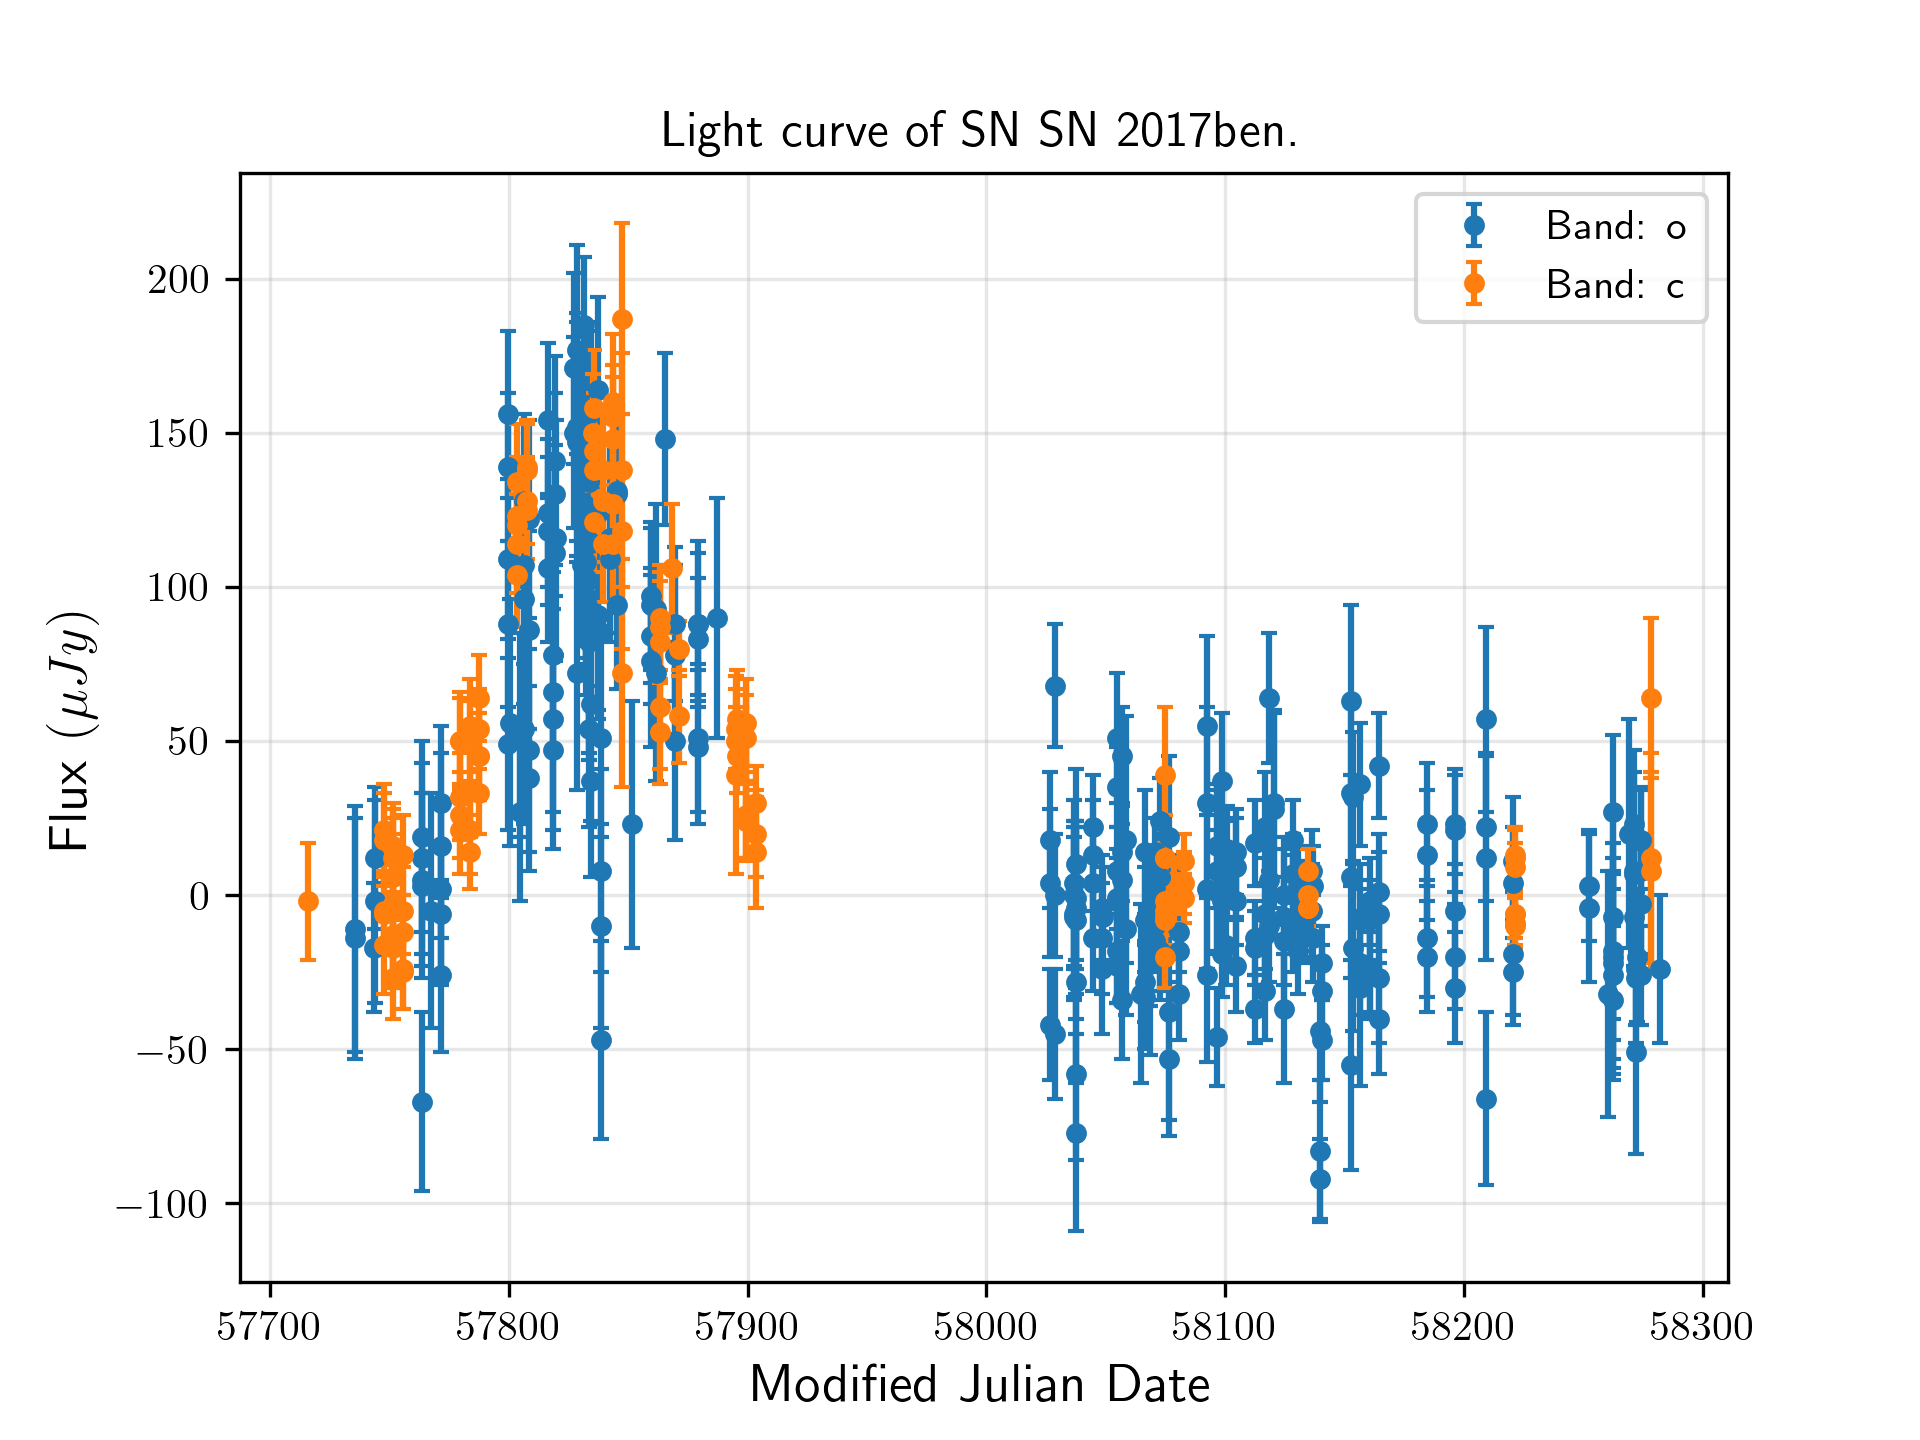 Light curve of SN SN 2017ben.
Band: o
Band: c
Flux (μJy)
200
150
100
50
0
−50
−100
57700 57800 57900 58000 58100 58200 58300
Modified Julian Date